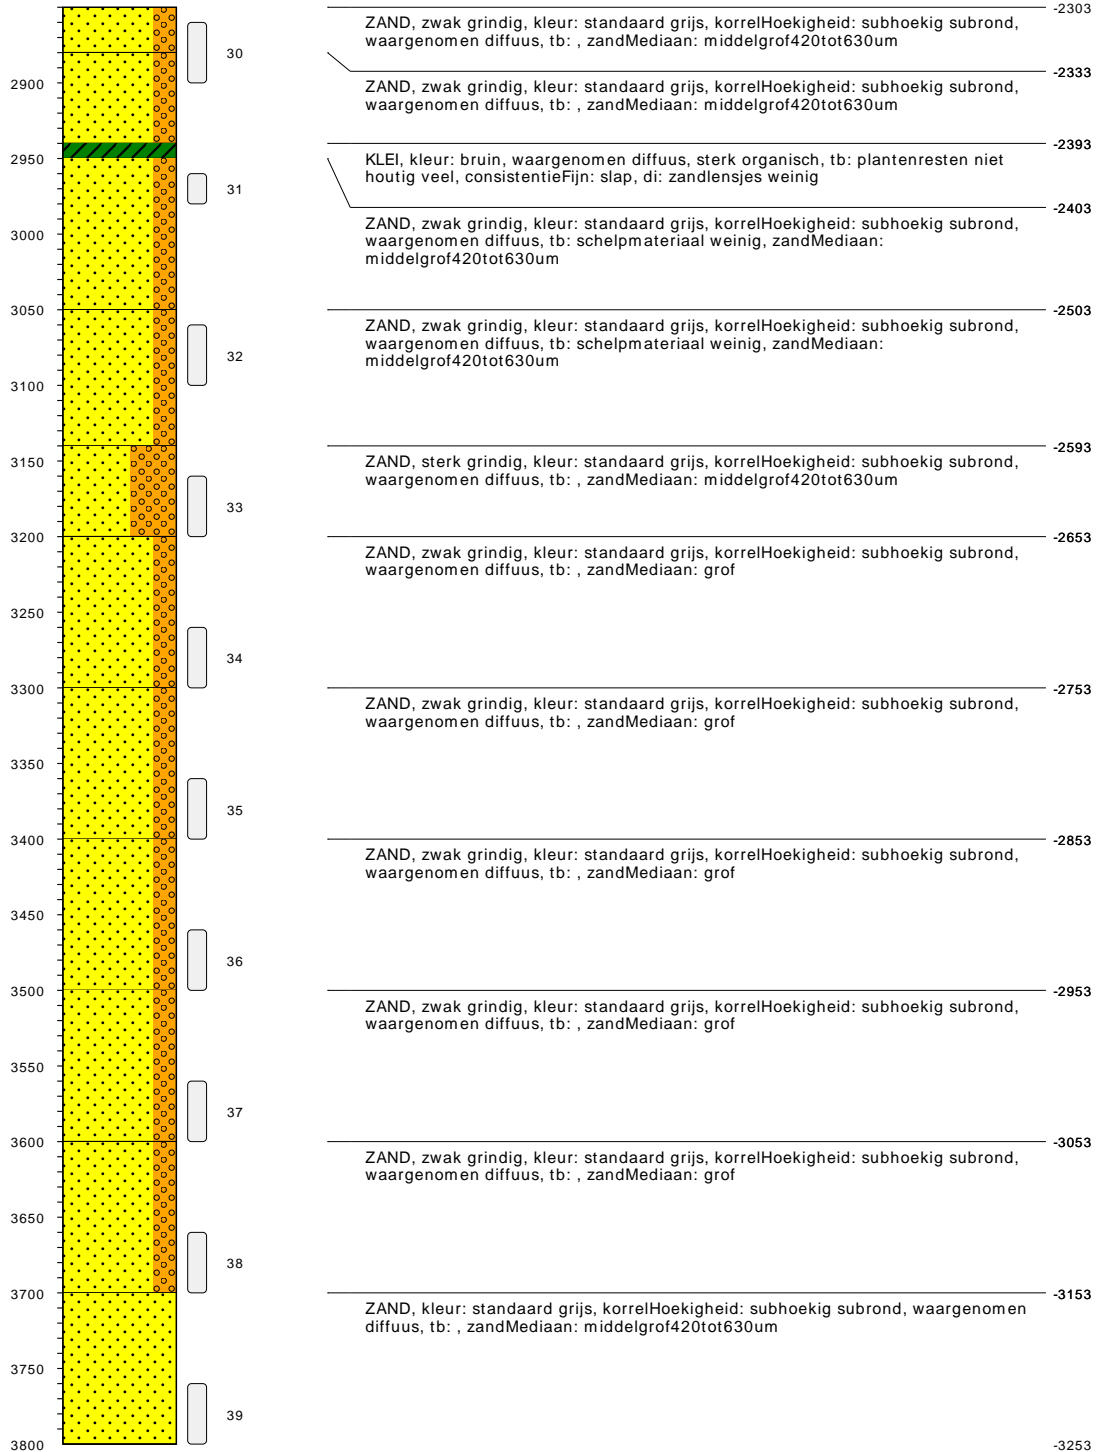 -2303
ZAND, zwak grindig, kleur: standaard grijs, korrelHoekigheid: subhoekig subrond,
waargenomen diffuus, tb: , zandMediaan: middelgrof420tot630um
30
-2333
2900
ZAND, zwak grindig, kleur: standaard grijs, korrelHoekigheid: subhoekig subrond,
waargenomen diffuus, tb: , zandMediaan: middelgrof420tot630um
-2393
2950
KLEI, kleur: bruin, waargenomen diffuus, sterk organisch, tb: plantenresten niet
houtig veel, consistentieFijn: slap, di: zandlensjes weinig
31
-2403
3000
ZAND, zwak grindig, kleur: standaard grijs, korrelHoekigheid: subhoekig subrond,
waargenomen diffuus, tb: schelpmateriaal weinig, zandMediaan:
middelgrof420tot630um
3050
-2503
ZAND, zwak grindig, kleur: standaard grijs, korrelHoekigheid: subhoekig subrond,
waargenomen diffuus, tb: schelpmateriaal weinig, zandMediaan:
middelgrof420tot630um
32
3100
-2593
3150
ZAND, sterk grindig, kleur: standaard grijs, korrelHoekigheid: subhoekig subrond,
waargenomen diffuus, tb: , zandMediaan: middelgrof420tot630um
33
3200
-2653
ZAND, zwak grindig, kleur: standaard grijs, korrelHoekigheid: subhoekig subrond,
waargenomen diffuus, tb: , zandMediaan: grof
3250
34
3300
-2753
ZAND, zwak grindig, kleur: standaard grijs, korrelHoekigheid: subhoekig subrond,
waargenomen diffuus, tb: , zandMediaan: grof
3350
35
3400
-2853
ZAND, zwak grindig, kleur: standaard grijs, korrelHoekigheid: subhoekig subrond,
waargenomen diffuus, tb: , zandMediaan: grof
3450
36
3500
-2953
ZAND, zwak grindig, kleur: standaard grijs, korrelHoekigheid: subhoekig subrond,
waargenomen diffuus, tb: , zandMediaan: grof
3550
37
3600
-3053
ZAND, zwak grindig, kleur: standaard grijs, korrelHoekigheid: subhoekig subrond,
waargenomen diffuus, tb: , zandMediaan: grof
3650
38
3700
-3153
ZAND, kleur: standaard grijs, korrelHoekigheid: subhoekig subrond, waargenomen
diffuus, tb: , zandMediaan: middelgrof420tot630um
3750
39
3800
-3253